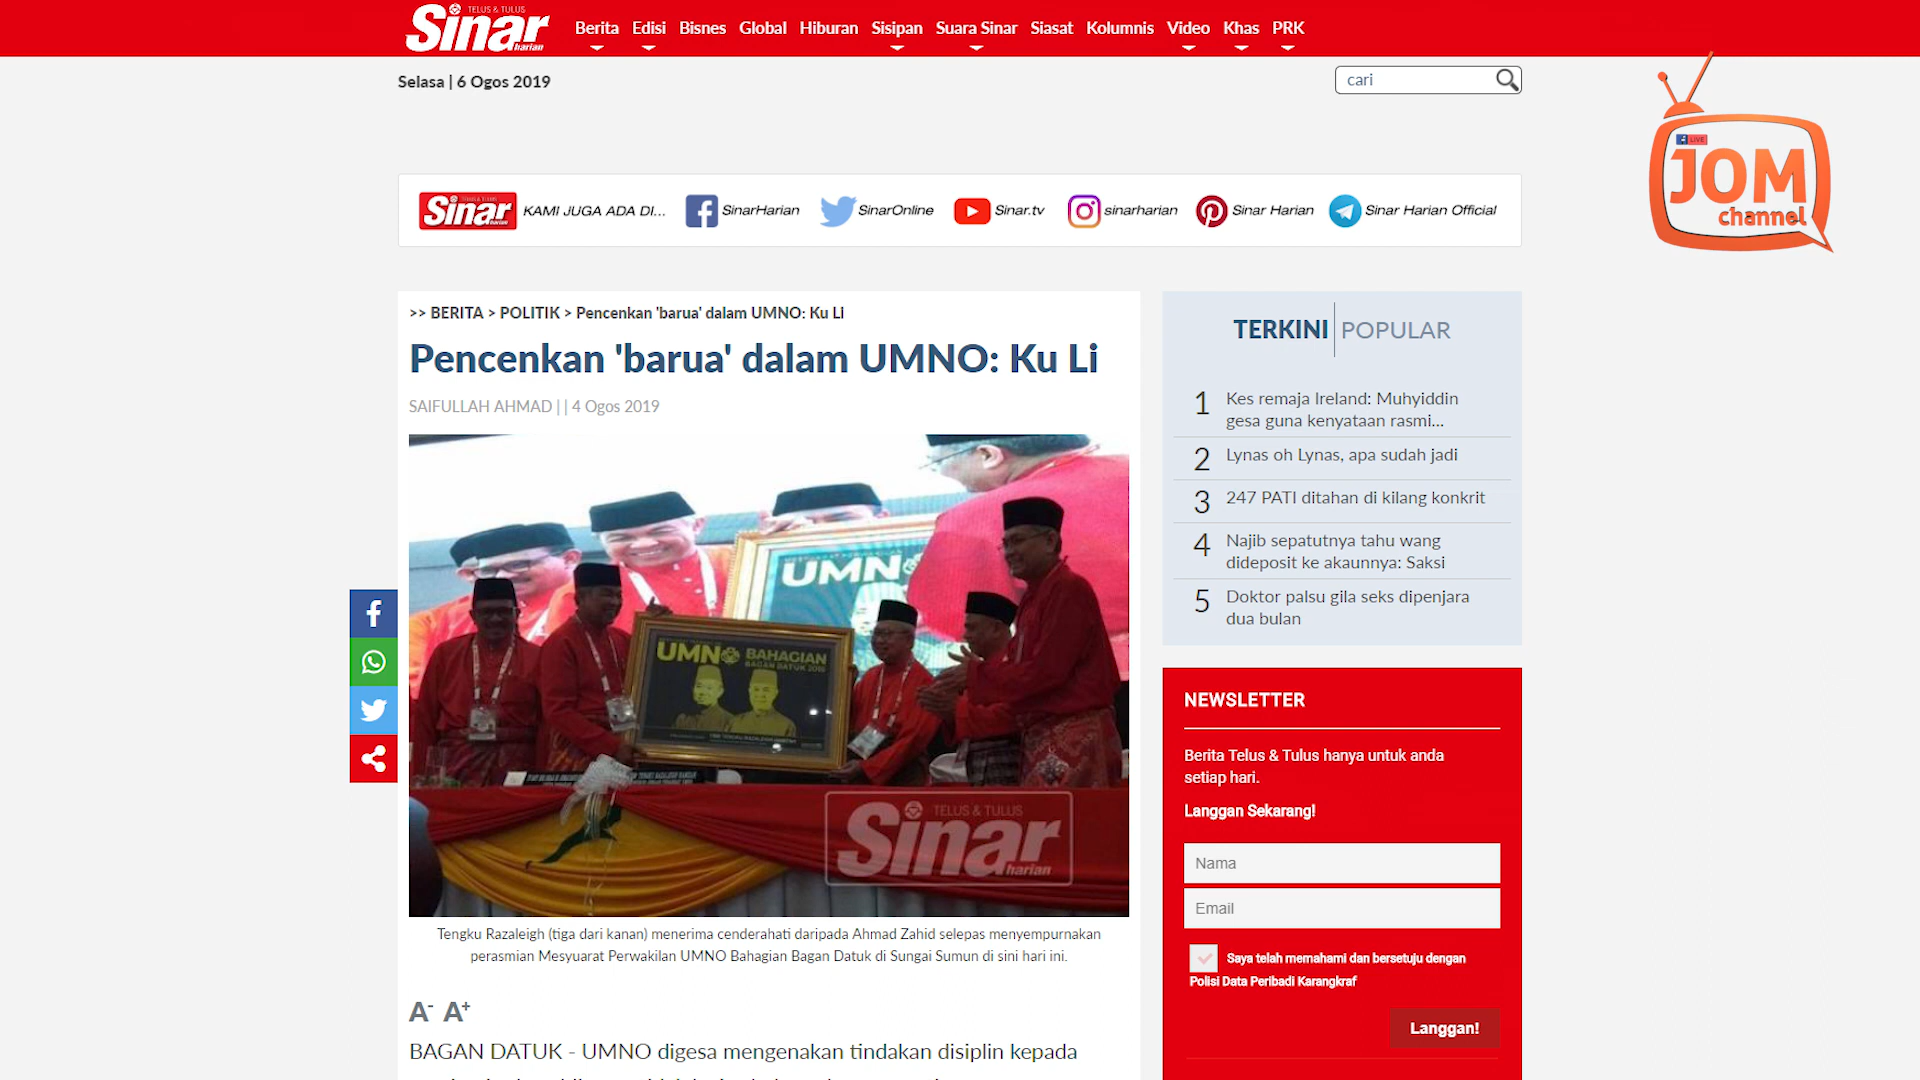 TELUS & TULUS
Sinar
harian
Berita Edisi Bisnes Global Hiburan Sisipan Suara Sinar Siasat Kolumnis Video Khas PRK
Selasa | 6 Ogos 2019
cari
LIVE
JOM
channel
Sinar KAMI JUGA ADA DI... SinarHarian SinarOnline Sinar.tv sinarharian Sinar Harian Sinar Harian Official
>> BERITA > POLITIK > Pencenkan 'barua' dalam UMNO: Ku Li
Pencenkan 'barua' dalam UMNO: Ku Li
SAIFULLAH AHMAD | | 4 Ogos 2019
UMN
UMNO BAHAGIAN
BAGAN DATUK
TELUS & TULUS
Sinar
harian
Tengku Razaleigh (tiga dari kanan) menerima cenderahati daripada Ahmad Zahid selepas menyempurnakan
perasmian Mesyuarat Perwakilan UMNO Bahagian Bagan Datuk di Sungai Sumun di sini hari ini.
A- A+
BAGAN DATUK - UMNO digesa mengenakan tindakan disiplin kepada
TERKINI POPULAR
1 Kes remaja Ireland: Muhyiddin
gesa guna kenyataan rasmi...
2 Lynas oh Lynas, apa sudah jadi
3 247 PATI ditahan di kilang konkrit
4 Najib sepatutnya tahu wang
dideposit ke akaunnya: Saksi
5 Doktor palsu gila seks dipenjara
dua bulan
NEWSLETTER
Berita Telus & Tulus hanya untuk anda
setiap hari.
Langgan Sekarang!
Nama
Email
Saya telah memahami dan bersetuju dengan
Polisi Data Peribadi Karangkraf
Langgan!